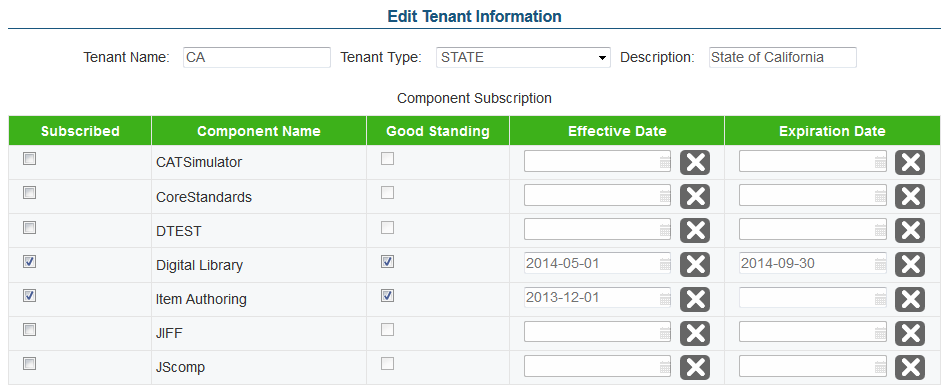 Edit Tenant Information
Tenant Name: CA Tenant Type: STATE Description: State of California
Component Subscription
Subscribed Component Name Good Standing Effective Date Expiration Date
CATSimulator
CoreStandards
DTEST
Digital Library 2014-05-01 2014-09-30
Item Authoring 2013-12-01
JIFF
JScomp